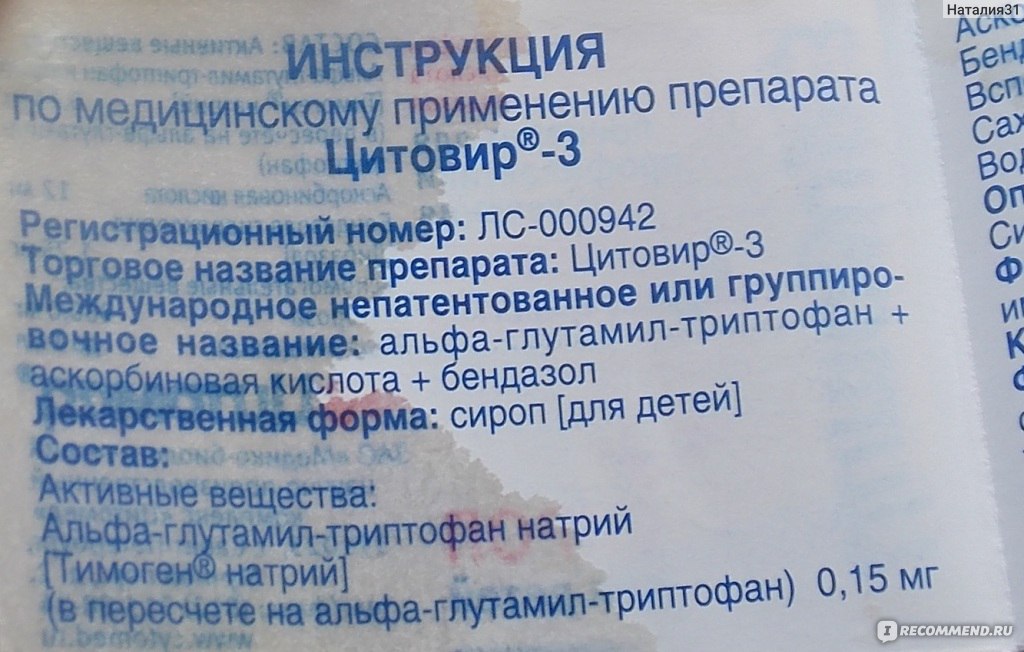 Наталия31
ИНСТРУКЦИЯ
по медицинскому применению препарата
Цитовир®-3
Регистрационный номер: ЛС-000942
Торговое название препарата: Цитовир®-3
Международное непатентованное или группиро-
вочное название: альфа-глутамил-триптофан +
аскорбиновая кислота + бендазол
Лекарственная форма: сироп [для детей]
Состав:
Активные вещества:
Альфа-глутамил-триптофан натрий
[Тимоген® натрий]
(в пересчете на альфа-глутамил-триптофан) 0,15 мг
IRECOMMEND.RU